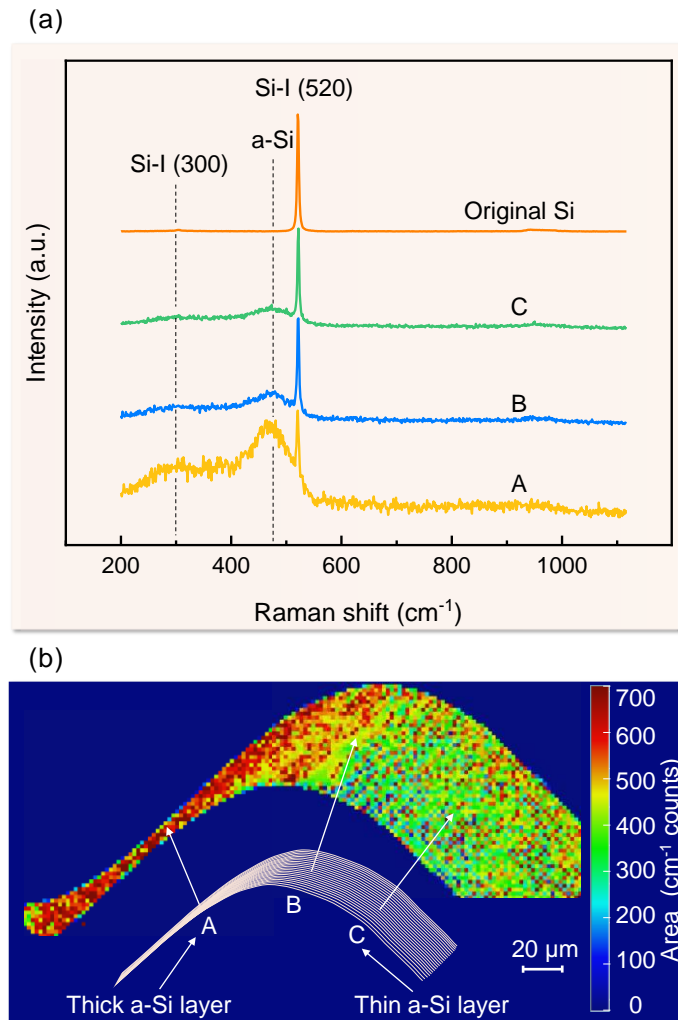 (a)
Si-I (520)
a-Si
Si-I (300)
Original Si
C
B
A
Intensity (a.u.)
200
400
600
800
1000
Raman shift (cm⁻¹)
(b)
700
600
500
400
300
200
100
0
Area (cm⁻¹ counts)
A
B
C
20 µm
Thick a-Si layer
Thin a-Si layer